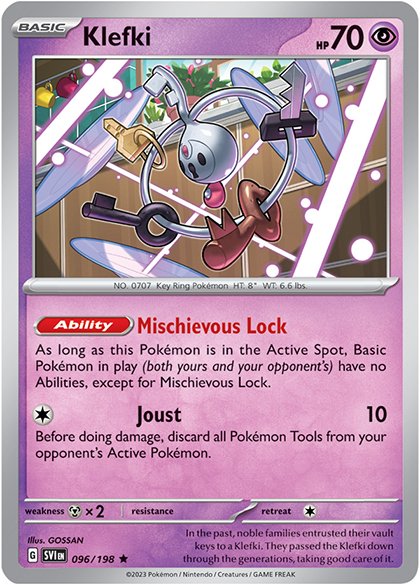 BASIC
Klefki
HP 70
NO. 0707 Key Ring Pokémon HT: 8" WT: 6.6 lbs.
Ability Mischievous Lock
As long as this Pokémon is in the Active Spot, Basic
Pokémon in play (both yours and your opponent's) have
no Abilities, except for Mischievous Lock.
Joust 10
Before doing damage, discard all Pokémon Tools from your
opponent's Active Pokémon.
weakness ×2 resistance retreat
Illus. GOSSAN
G SVI EN 096/198 ★
In the past, noble families entrusted their vault
keys to a Klefki. They passed the Klefki down
through the generations, taking good care of it.
©2023 Pokémon / Nintendo / Creatures / GAME FREAK